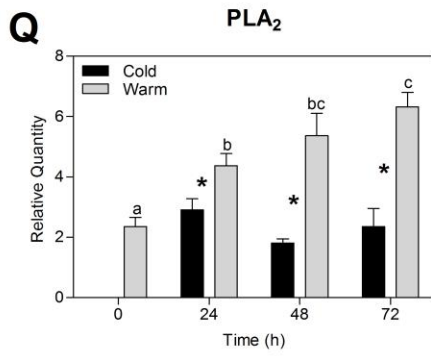 Q
PLA₂
Cold
Warm
Relative Quantity
8
6
4
2
0
a
b
bc
c
*
*
*
0
24
48
72
Time (h)